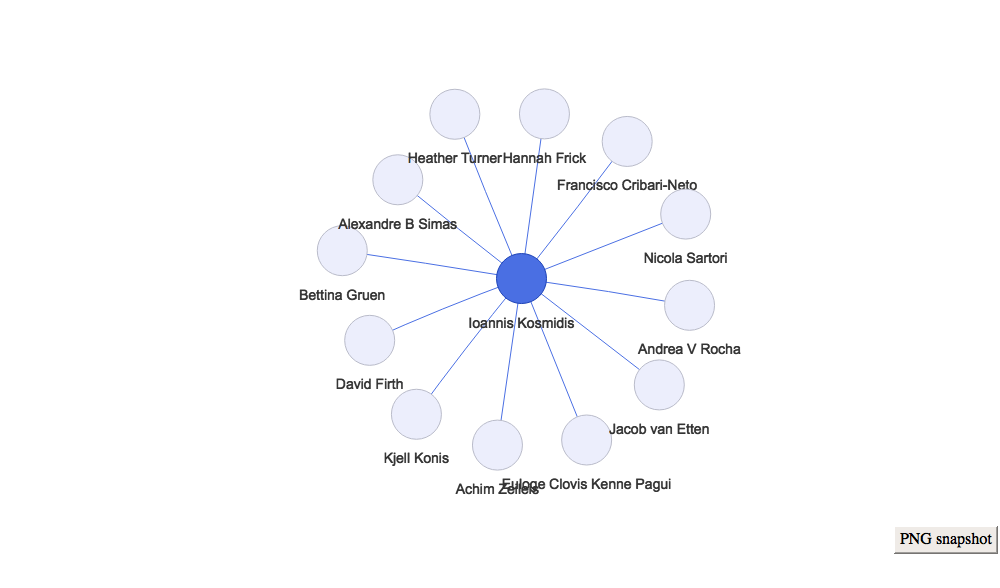 Heather Turner
Hannah Frick
Francisco Cribari-Neto
Alexandre B Simas
Nicola Sartori
Bettina Gruen
Ioannis Kosmidis
Andrea V Rocha
David Firth
Jacob van Etten
Kjell Konis
Euloge Clovis Kenne Pagui
Achim Zeileis
PNG snapshot